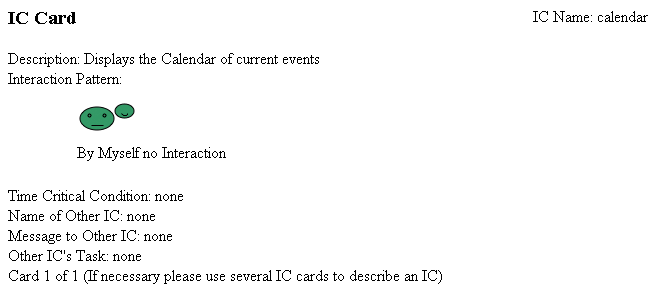 IC Card
IC Name: calendar
Description: Displays the Calendar of current events
Interaction Pattern:
By Myself no Interaction
Time Critical Condition: none
Name of Other IC: none
Message to Other IC: none
Other IC's Task: none
Card 1 of 1 (If necessary please use several IC cards to describe an IC)